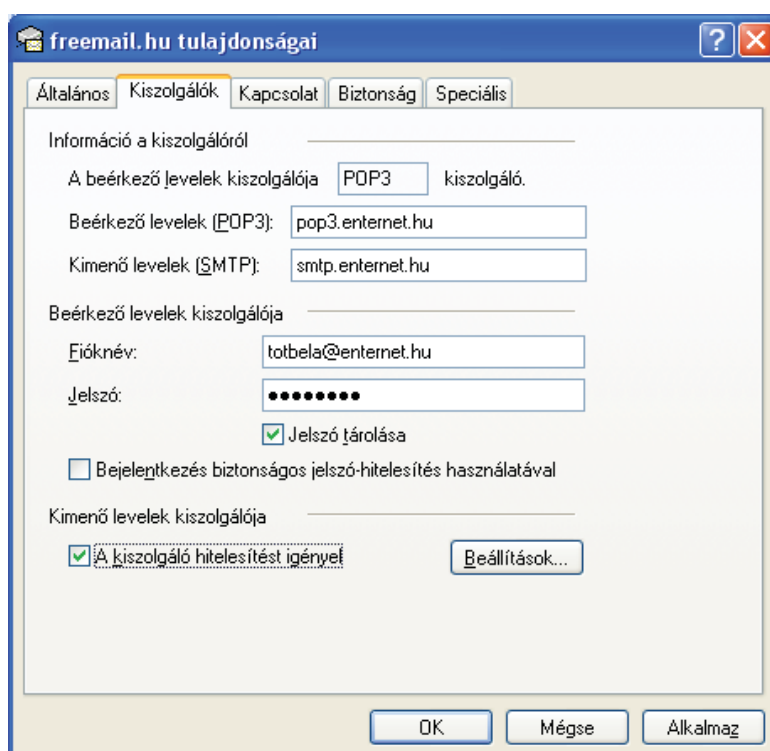 freemail.hu tulajdonságai
Általános Kiszolgálók Kapcsolat Biztonság Speciális
Információ a kiszolgálóról
A beérkező levelek kiszolgálója POP3 kiszolgáló.
Beérkező levelek (POP3): pop3.enternet.hu
Kimenő levelek (SMTP): smtp.enternet.hu
Beérkező levelek kiszolgálója
Fióknév: totbela@enternet.hu
Jelszó: ●●●●●●●●
Jelszó tárolása
Bejelentkezés biztonságos jelszó-hitelesítés használatával
Kimenő levelek kiszolgálója
A kiszolgáló hitelesítést igényel Beállítások...
OK Mégse Alkalmaz